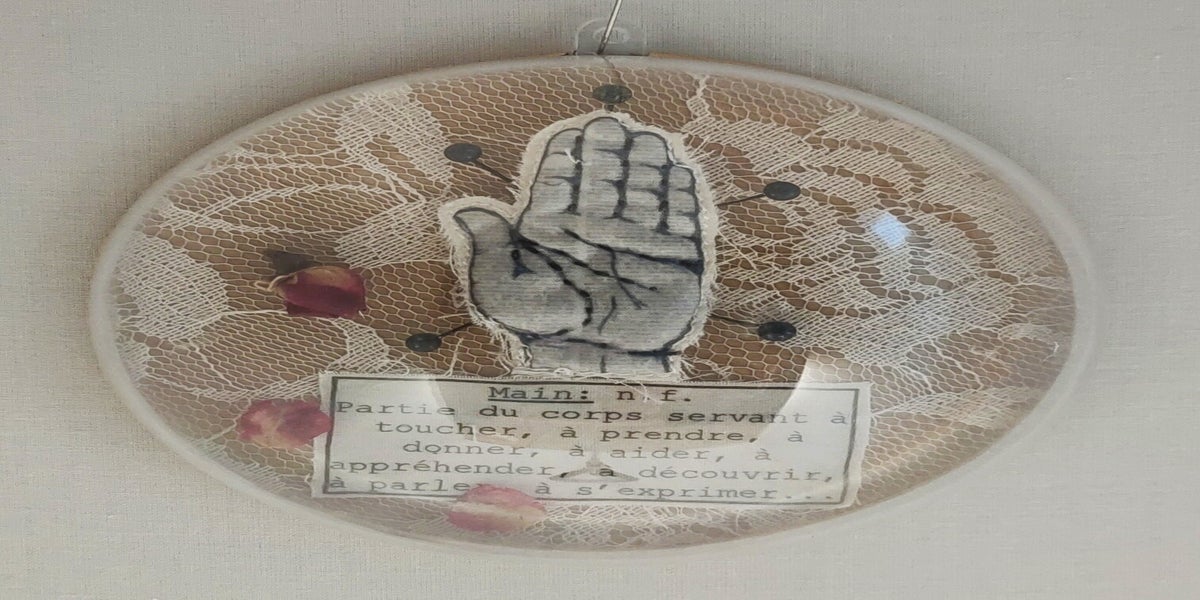 Main: n.f.
Partie du corps servant à
toucher, à prendre, à
donner, à aider, à
appréhender, à découvrir,
à parler, à s'exprimer...